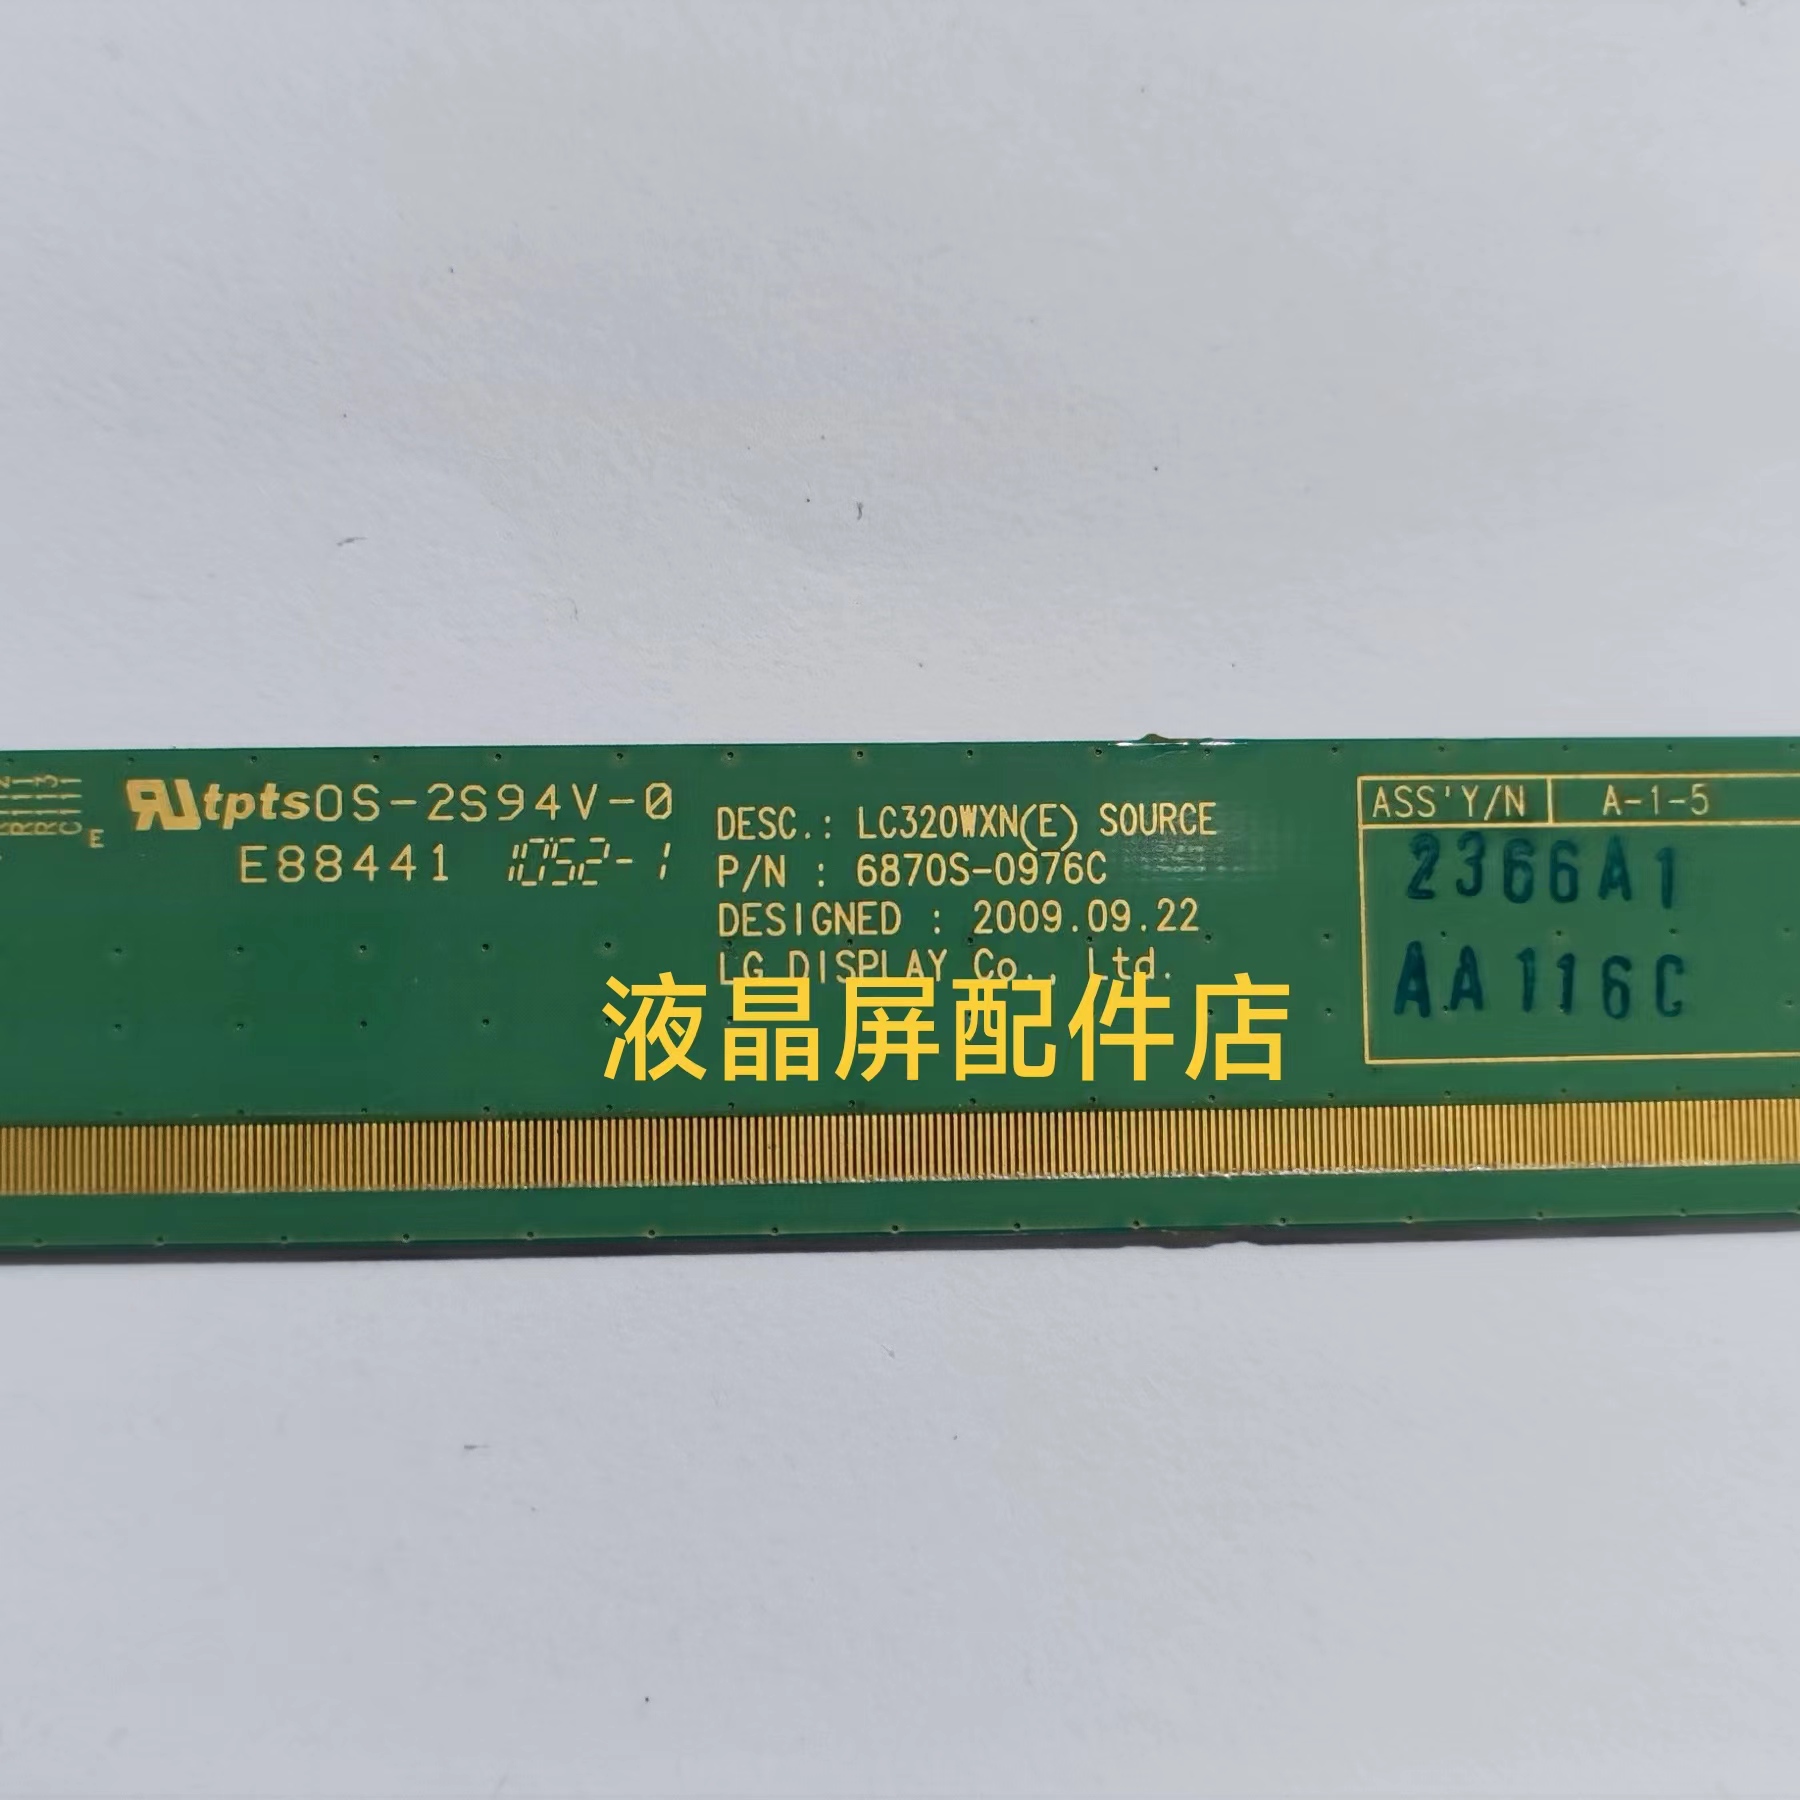 E
RU tptsOS-2S94V-0
E88441 1052-1
DESC.: LC320WXN(E) SOURCE
P/N : 6870S-0976C
DESIGNED : 2009.09.22
LG DISPLAY Co., Ltd.
液晶屏配件店
ASS'Y/N A-1-5
2366A1
AA116C